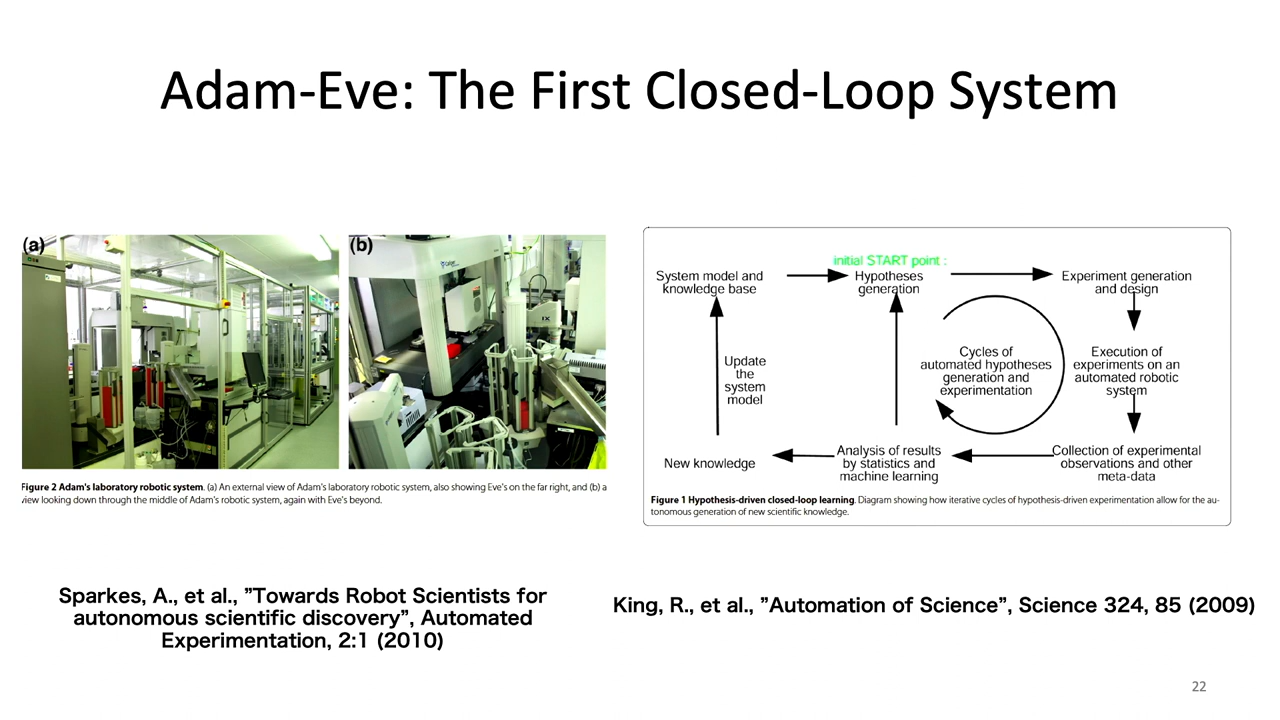 Adam-Eve: The First Closed-Loop System
(a)
(b)
IX
Figure 2 Adam's laboratory robotic system. (a) An external view of Adam's laboratory robotic system, also showing Eve's on the far right, and (b) a
view looking down through the middle of Adam's robotic system, again with Eve's beyond.
initial START point :
System model and
knowledge base
Hypotheses
generation
Experiment generation
and design
Update
the
system
model
Cycles of
automated hypotheses
generation and
experimentation
Execution of
experiments on an
automated robotic
system
New knowledge
Analysis of results
by statistics and
machine learning
Collection of experimental
observations and other
meta-data
Figure 1 Hypothesis-driven closed-loop learning. Diagram showing how iterative cycles of hypothesis-driven experimentation allow for the au-
tonomous generation of new scientific knowledge.
Sparkes, A., et al., ”Towards Robot Scientists for
autonomous scientific discovery”, Automated
Experimentation, 2:1 (2010)
King, R., et al., ”Automation of Science”, Science 324, 85 (2009)
22